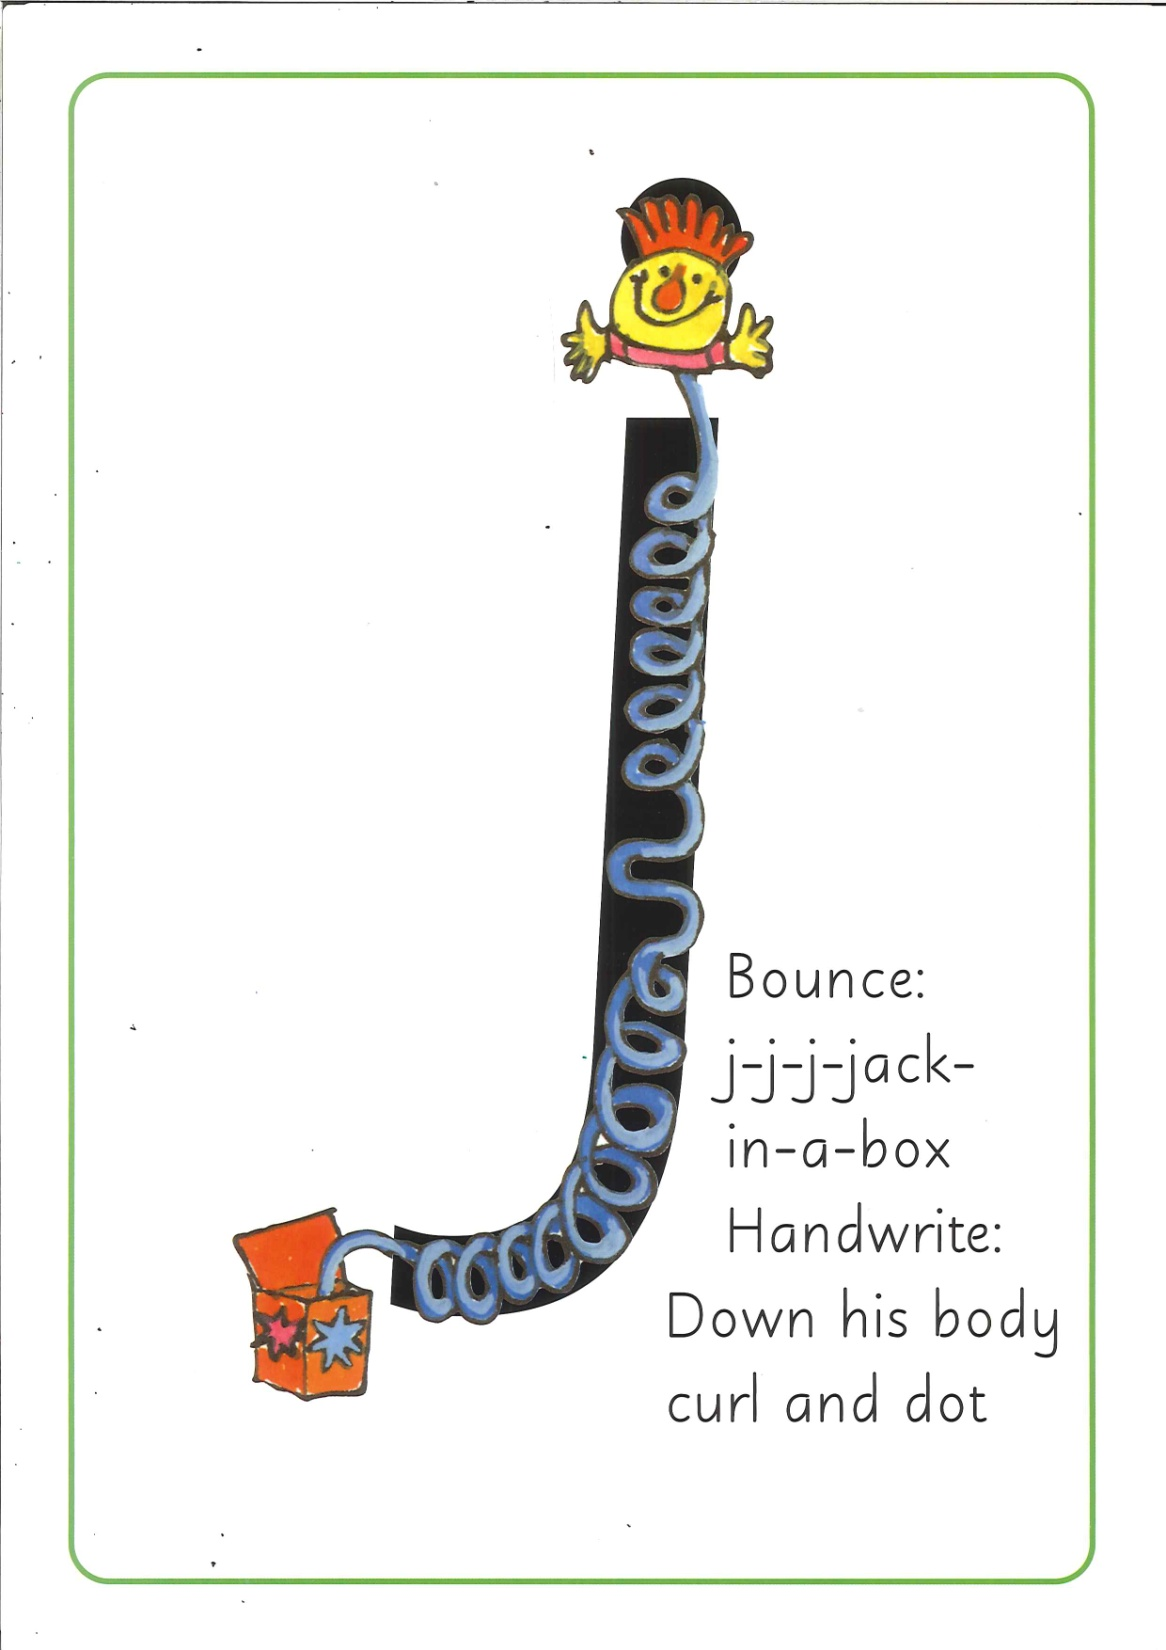 Bounce:
j-j-j-jack-
in-a-box
Handwrite:
Down his body
curl and dot